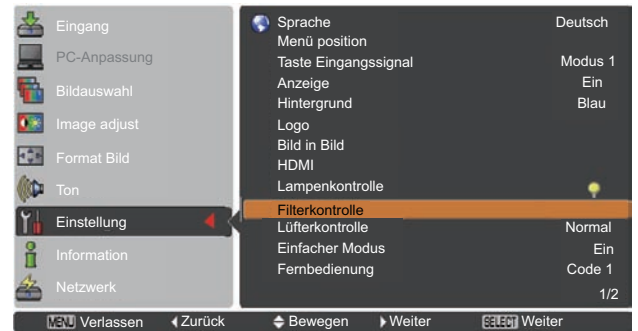 Eingang
PC-Anpassung
Bildauswahl
Image adjust
Format Bild
Ton
Einstellung
Information
Netzwerk
Sprache Deutsch
Menü position
Taste Eingangssignal Modus 1
Anzeige Ein
Hintergrund Blau
Logo
Bild in Bild
HDMI
Lampenkontrolle
Filterkontrolle
Lüfterkontrolle Normal
Einfacher Modus Ein
Fernbedienung Code 1
1/2
MENU Verlassen Zurück Bewegen Weiter SELECT Weiter